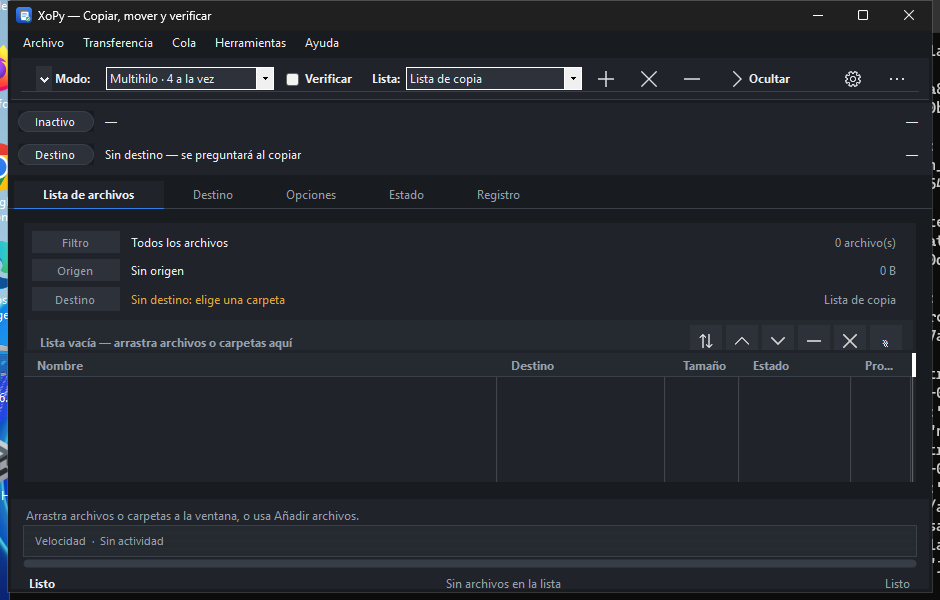 XoPy — Copiar, mover y verificar
Archivo Transferencia Cola Herramientas Ayuda
Modo: Multihilo · 4 a la vez Verificar Lista: Lista de copia Ocultar
Inactivo — —
Destino Sin destino — se preguntará al copiar —
Lista de archivos Destino Opciones Estado Registro
Filtro Todos los archivos 0 archivo(s)
Origen Sin origen 0 B
Destino Sin destino: elige una carpeta Lista de copia
Lista vacía — arrastra archivos o carpetas aquí
Nombre Destino Tamaño Estado Pro...
Arrastra archivos o carpetas a la ventana, o usa Añadir archivos.
Velocidad · Sin actividad
Listo Sin archivos en la lista Listo